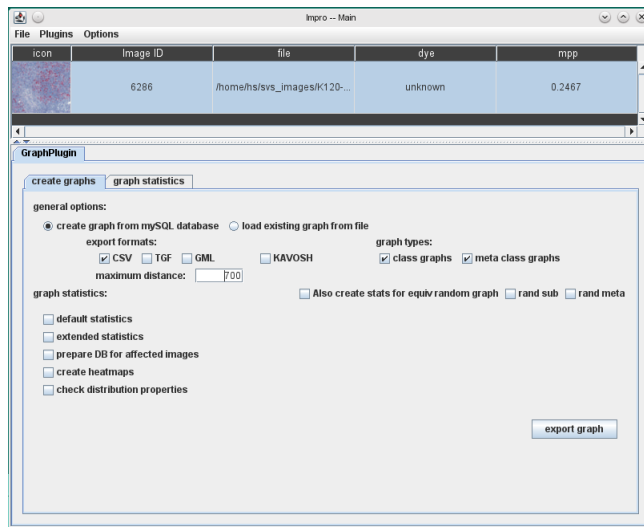 Impro -- Main
File Plugins Options
icon Image ID file dye mpp
6286 /home/hs/svs_images/K120-... unknown 0.2467
GraphPlugin
create graphs graph statistics
general options:
create graph from mySQL database load existing graph from file
export formats: graph types:
CSV TGF GML KAVOSH class graphs meta class graphs
maximum distance: 700
graph statistics: Also create stats for equiv random graph rand sub rand meta
default statistics
extended statistics
prepare DB for affected images
create heatmaps
check distribution properties
export graph